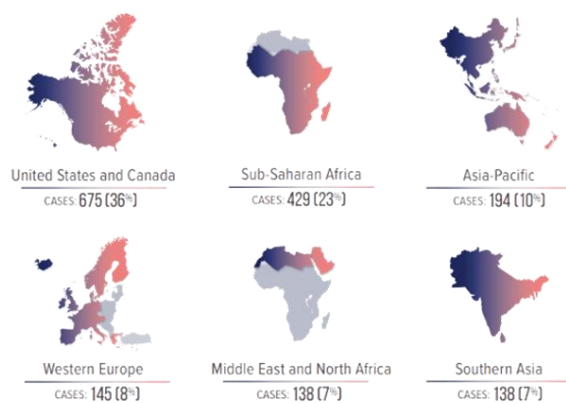 United States and Canada
CASES: 675 (36%)
Sub-Saharan Africa
CASES: 429 (23%)
Asia-Pacific
CASES: 194 (10%)
Western Europe
CASES: 145 (8%)
Middle East and North Africa
CASES: 138 (7%)
Southern Asia
CASES: 138 (7%)